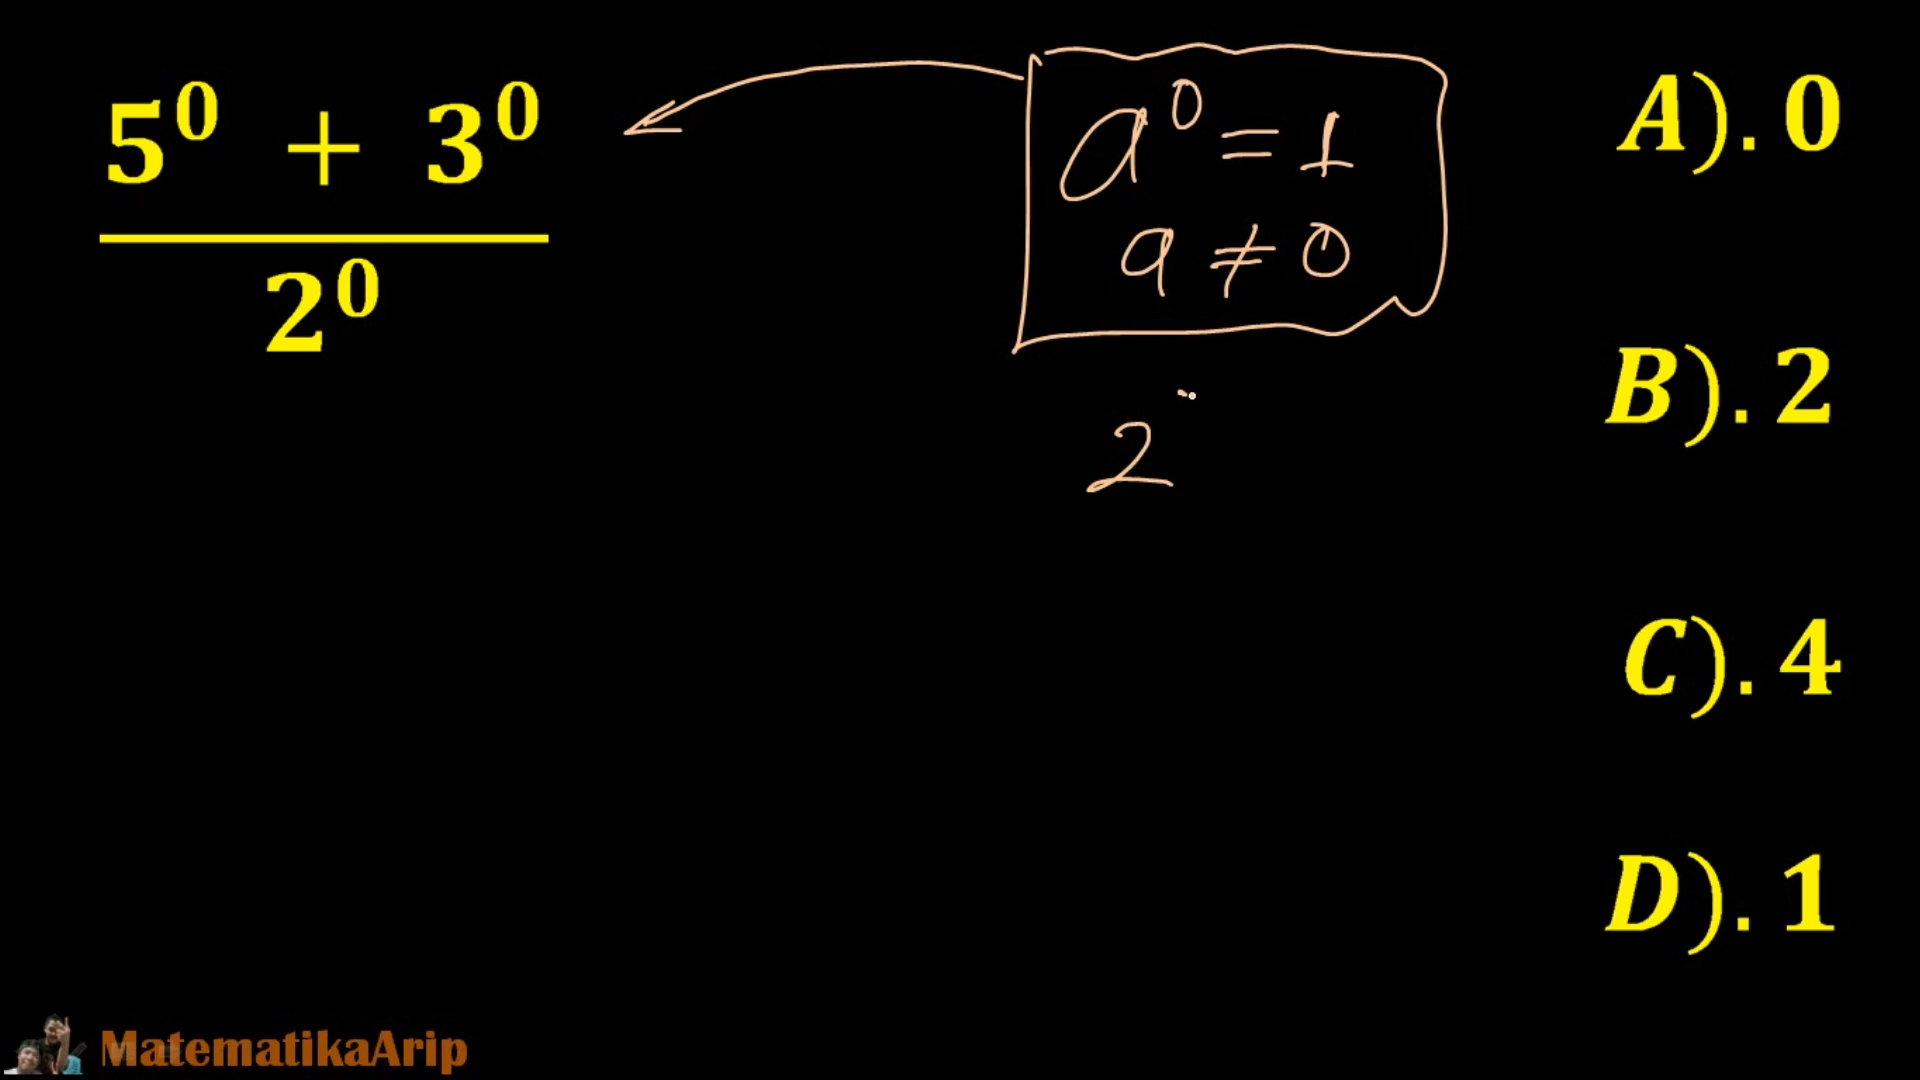 5⁰ + 3⁰
2⁰
a⁰ = 1
a ≠ 0
2
A). 0
B). 2
C). 4
D). 1
MatematikaArip